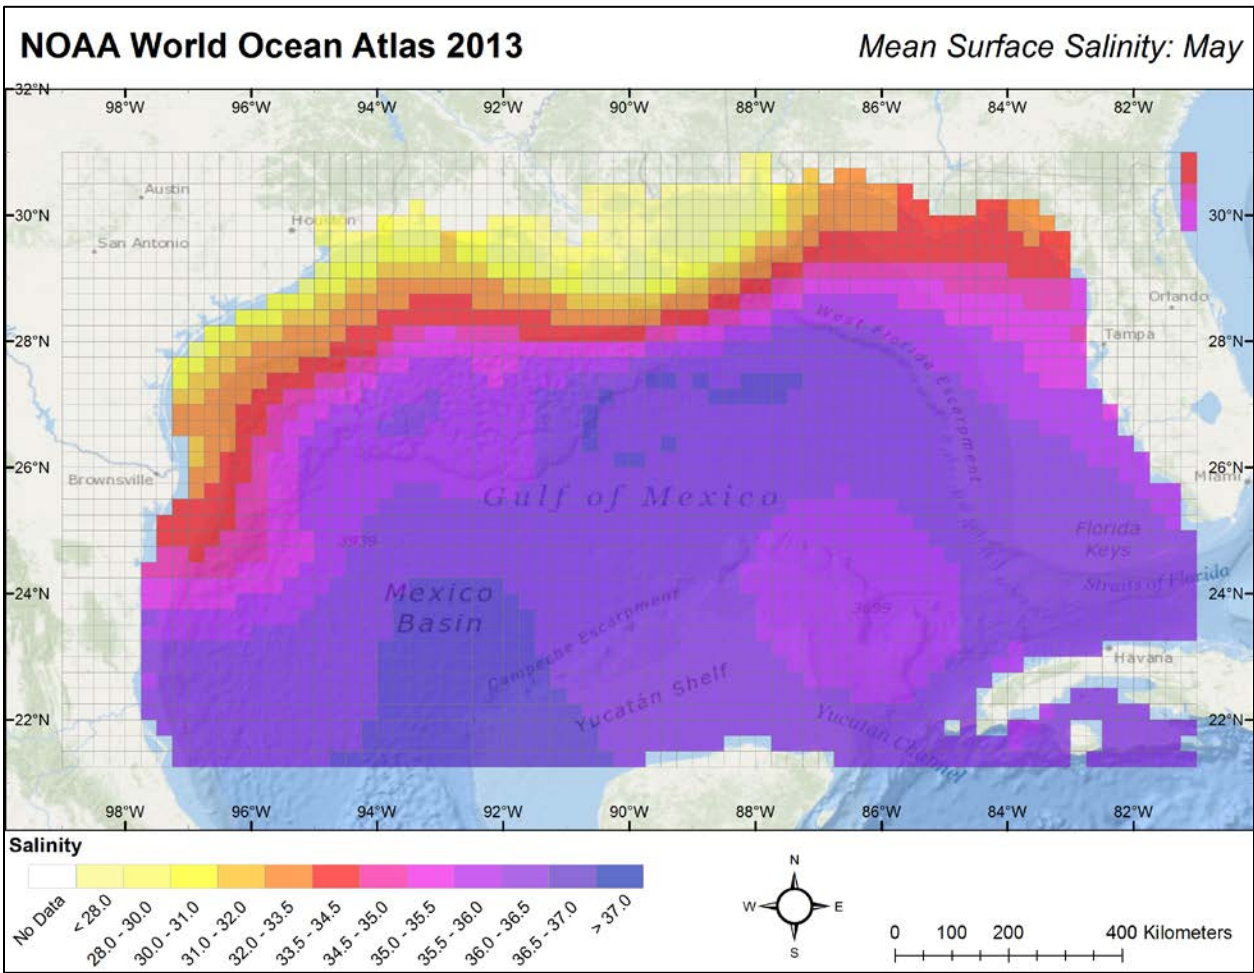 NOAA World Ocean Atlas 2013
Mean Surface Salinity: May
32°N
98°W 96°W 94°W 92°W 90°W 88°W 86°W 84°W 82°W
Austin
30°N 30°N
Houston
San Antonio
Orlando
West Florida Escarpment
28°N 28°N
Tampa
26°N 26°N
Brownsville
Miami
Gulf of Mexico
3939
Florida
Keys
Straits of Florida
24°N 24°N
Mexico
Basin
3699
Campeche Escarpment
Havana
Yucatán Shelf
22°N 22°N
Yucatán Channel
98°W 96°W 94°W 92°W 90°W 88°W 86°W 84°W 82°W
Salinity
No Data
< 28.0
28.0 - 30.0
30.0 - 31.0
31.0 - 32.0
32.0 - 33.5
33.5 - 34.5
34.5 - 35.0
35.0 - 35.5
35.5 - 36.0
36.0 - 36.5
36.5 - 37.0
> 37.0
N
W E
S
0 100 200 400 Kilometers